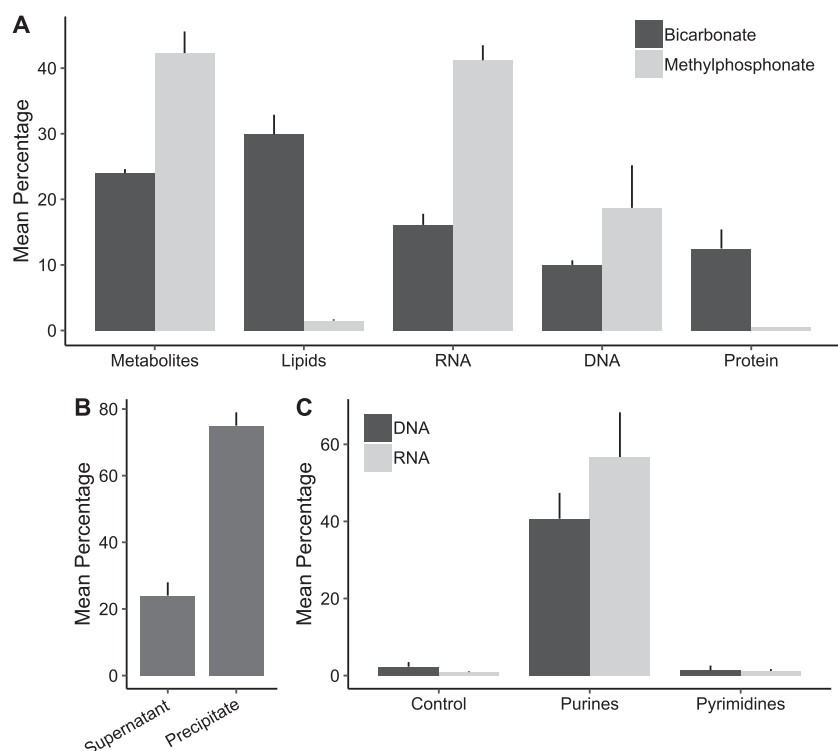 A
Bicarbonate
Methylphosphonate
Mean Percentage
40
30
20
10
0
Metabolites Lipids RNA DNA Protein
B
Mean Percentage
80
60
40
20
0
Supernatant Precipitate
C
DNA
RNA
Mean Percentage
60
40
20
0
Control Purines Pyrimidines